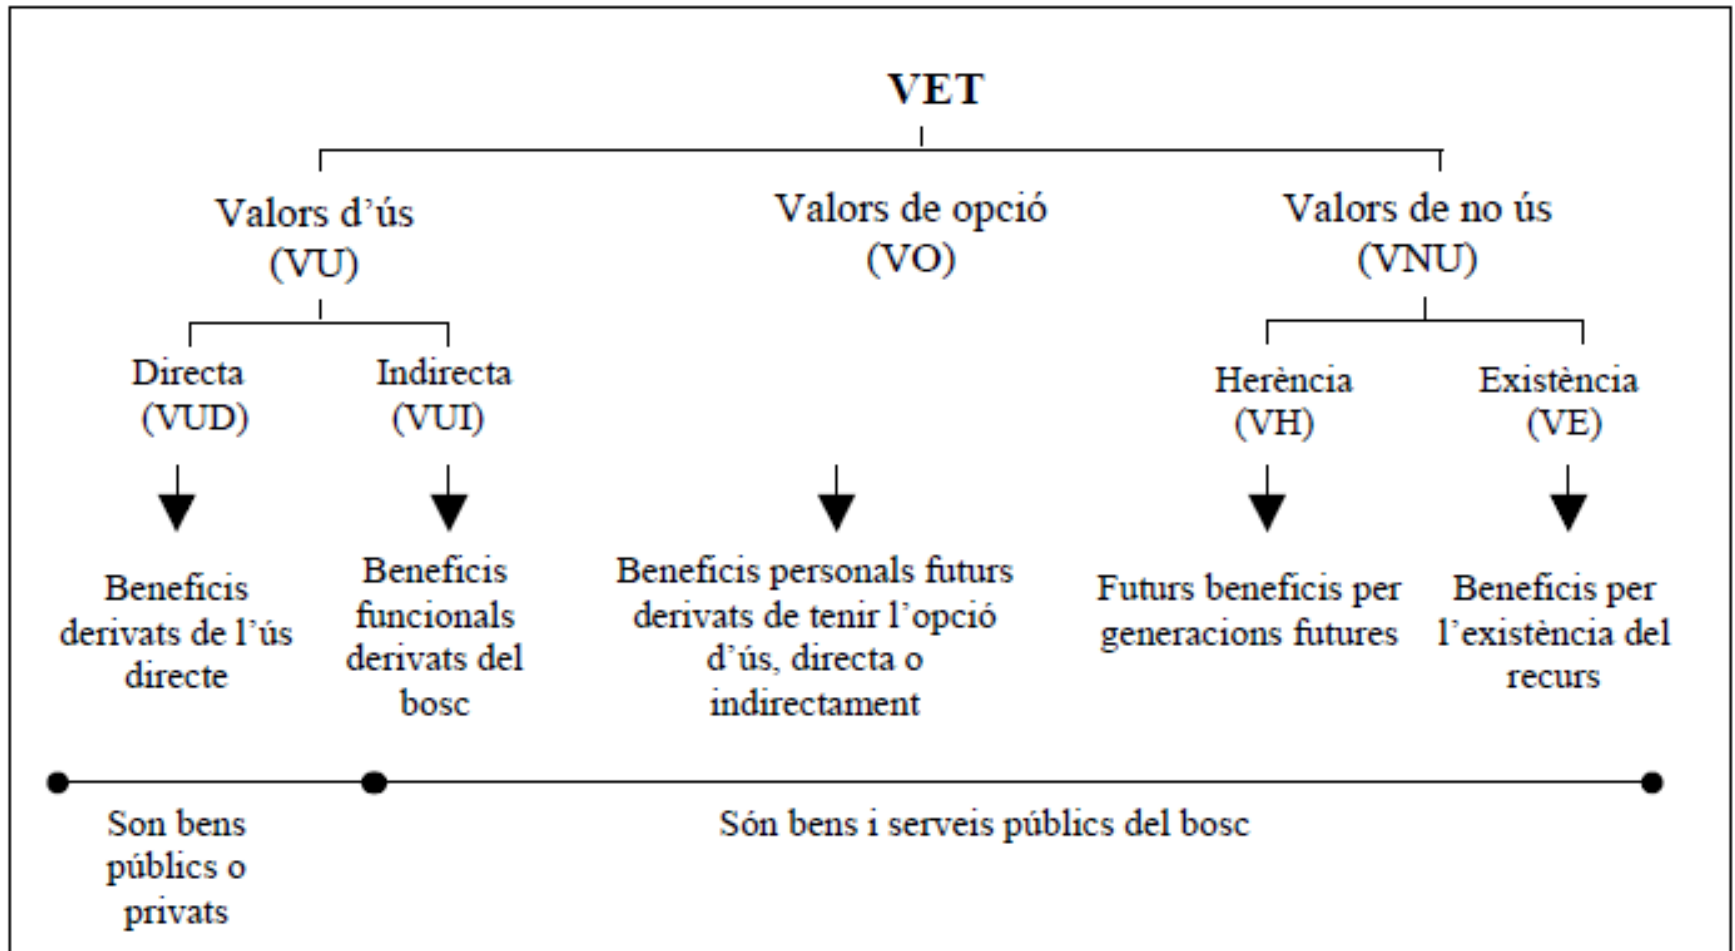 VET
Valors d’ús
(VU)
Valors de opció
(VO)
Valors de no ús
(VNU)
Directa
(VUD)
Indirecta
(VUI)
Herència
(VH)
Existència
(VE)
Beneficis
derivats de l’ús
directe
Beneficis
funcionals
derivats del
bosc
Beneficis personals futurs
derivats de tenir l’opció
d’ús, directa o
indirectament
Futurs beneficis per
generacions futures
Beneficis per
l’existència del
recurs
Son bens
públics o
privats
Són bens i serveis públics del bosc